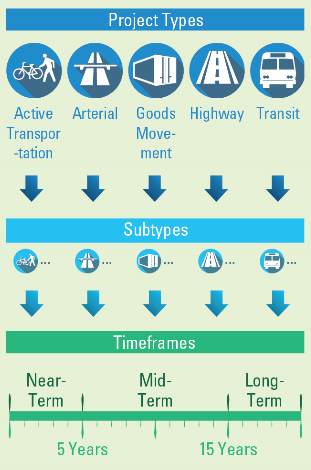 Project Types
Active Arterial Goods Highway Transit
Transpor Move-
-tation ment
Subtypes
... ... ... ... ...
Timeframes
Near- Mid- Long-
Term Term Term
5 Years 15 Years